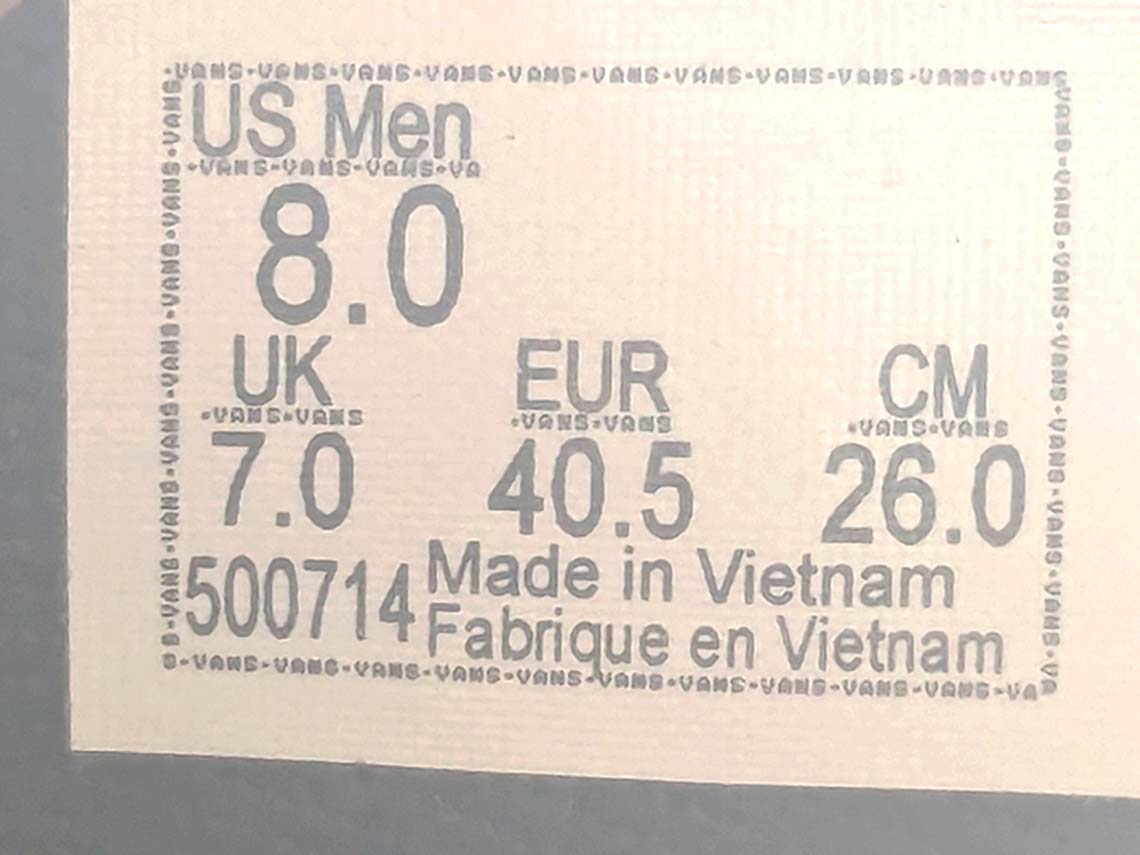 ·VANS·VANS·VANS·VANS·VANS·VANS·VANS·VANS·VANS·VANS·VANS
US Men
·VANS·VANS·VANS·VA
8.0
UK EUR CM
·VANS·VANS ·VANS·VANS ·VANS·VANS
7.0 40.5 26.0
500714 Made in Vietnam
Fabrique en Vietnam
S·VANS·VANS·VANS·VANS·VANS·VANS·VANS·VANS·VANS·VANS·VA